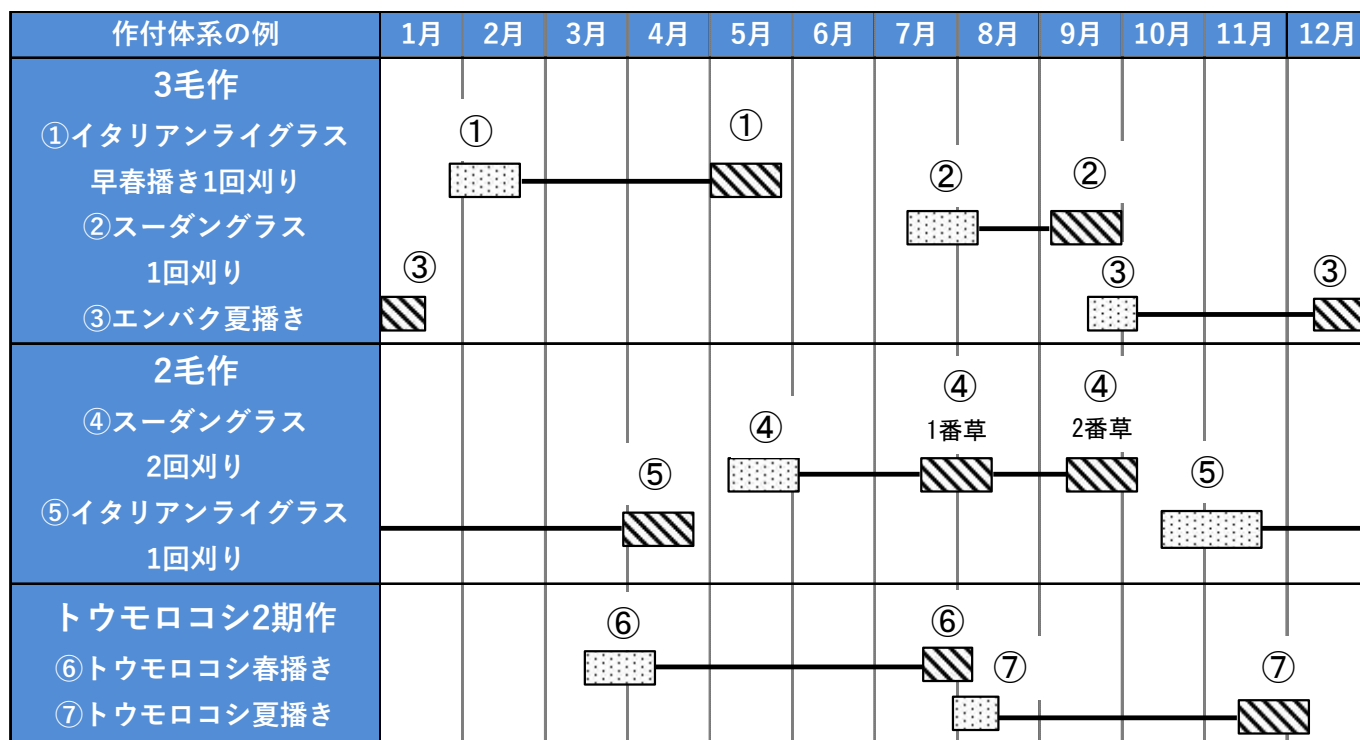 作付体系の例 1月 2月 3月 4月 5月 6月 7月 8月 9月 10月 11月 12月
3毛作
①イタリアンライグラス
早春播き1回刈り
②スーダングラス
1回刈り
③エンバク夏播き
① ①
② ②
③ ③ ③
2毛作
④スーダングラス
2回刈り
⑤イタリアンライグラス
1回刈り
④ ④ ④
1番草 2番草
⑤ ⑤
トウモロコシ2期作
⑥トウモロコシ春播き
⑦トウモロコシ夏播き
⑥ ⑥
⑦ ⑦